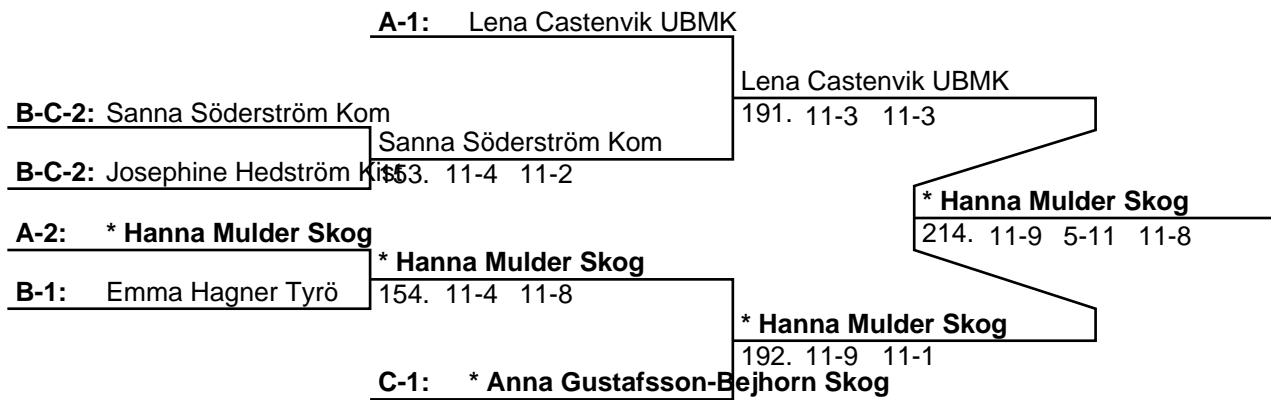 A-1: Lena Castenvik UBMK
Lena Castenvik UBMK
191. 11-3 11-3
B-C-2: Sanna Söderström Kom
Sanna Söderström Kom
153. 11-4 11-2
B-C-2: Josephine Hedström Kist
* Hanna Mulder Skog
214. 11-9 5-11 11-8
A-2: * Hanna Mulder Skog
* Hanna Mulder Skog
154. 11-4 11-8
B-1: Emma Hagner Tyrö
* Hanna Mulder Skog
192. 11-9 11-1
C-1: * Anna Gustafsson-Bejhorn Skog